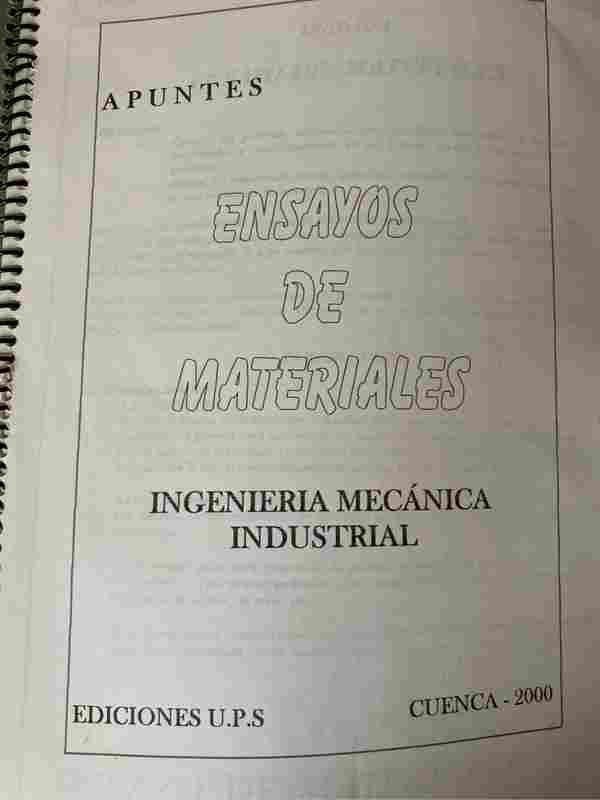 APUNTES
ENSAYOS
DE
MATERIALES
INGENIERIA MECÁNICA
INDUSTRIAL
EDICIONES U.P.S
CUENCA - 2000